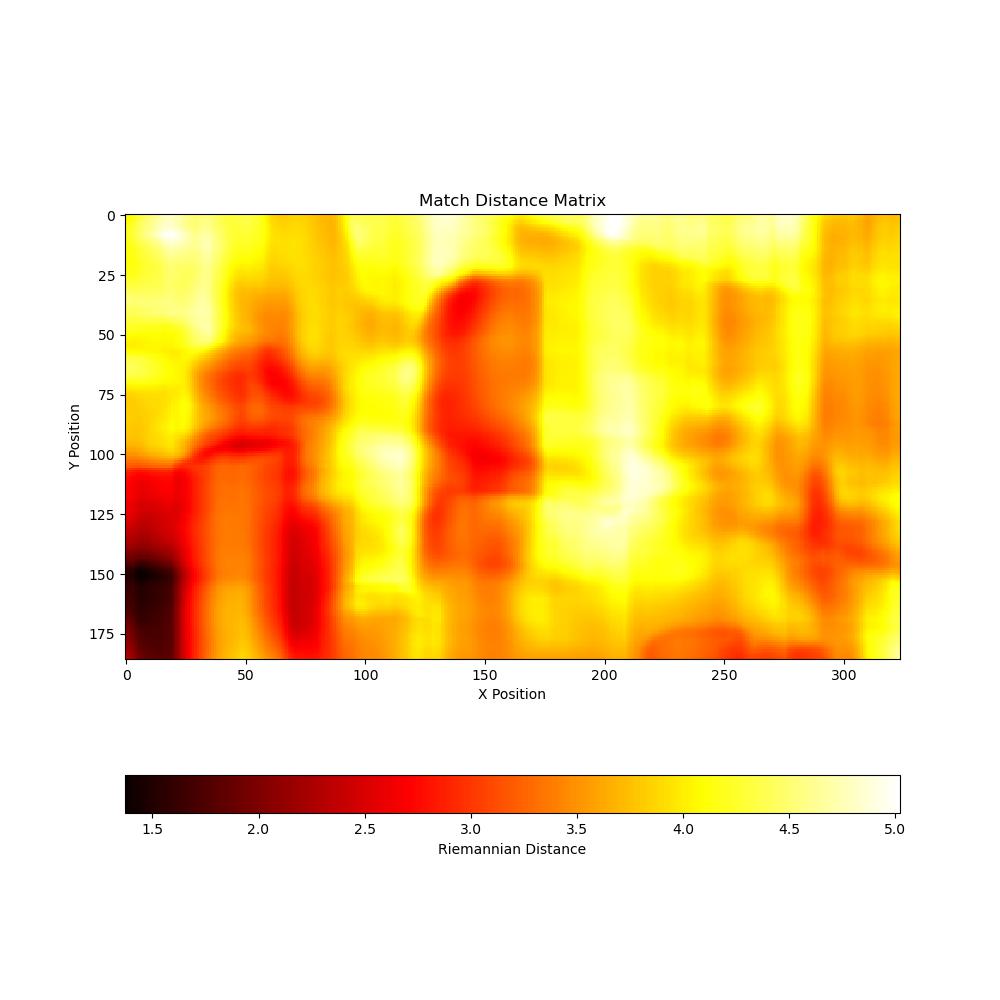 Match Distance Matrix
0
25
50
75
100
125
150
175
Y Position
0 50 100 150 200 250 300
X Position
1.5 2.0 2.5 3.0 3.5 4.0 4.5 5.0
Riemannian Distance